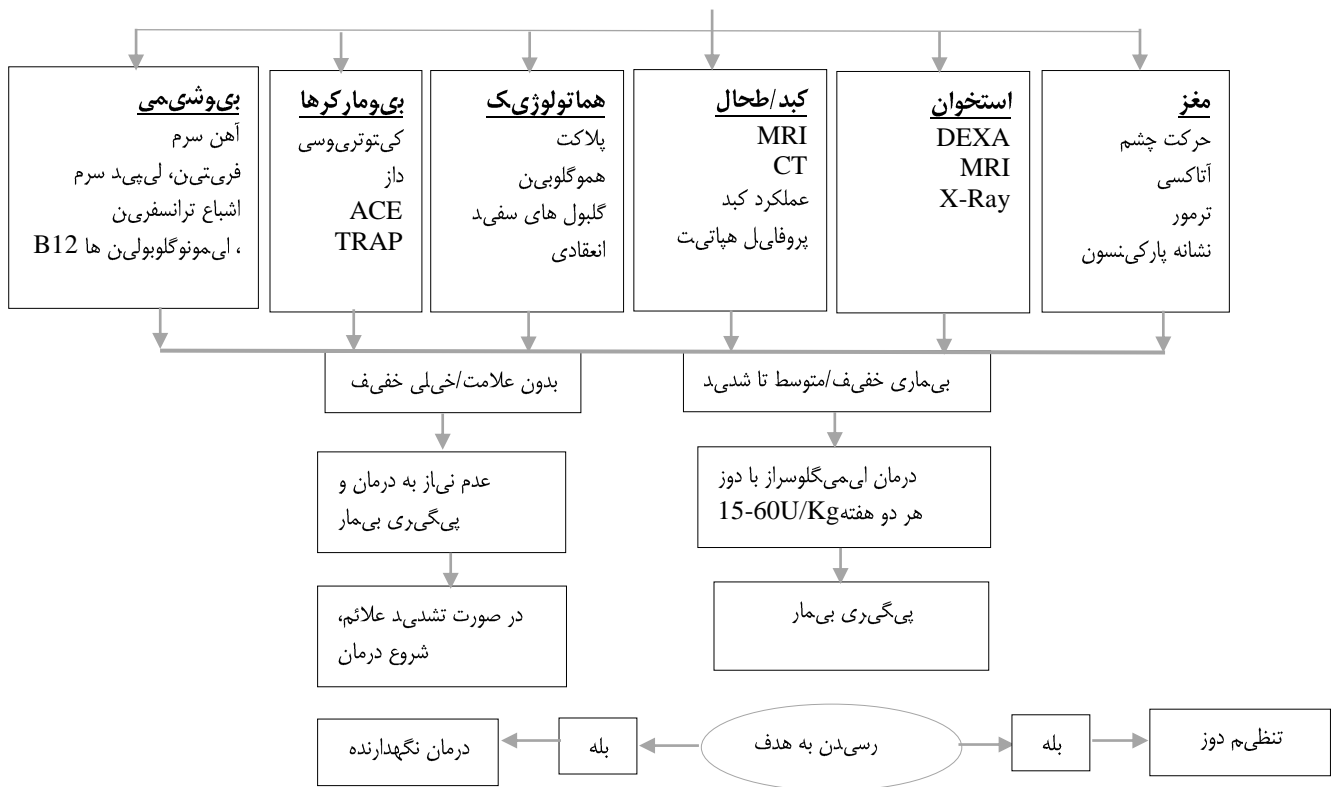 مغز
حرکت چشم
آتاکسی
ترمور
نشانه پارکینسون
استخوان
DEXA
MRI
X-Ray
کبد/طحال
MRI
CT
عملکرد کبد
پروفایل هپاتیت
هماتولوژیک
پلاکت
هموگلوبین
گلبول های سفید
انعقادی
بیومارکرها
کیتوتریوسی
داز
ACE
TRAP
بیوشیمی
آهن سرم
فریتین، لیپید سرم
اشباع ترانسفرین
، ایمونوگلوبولین ها B12
بیماری خفیف/متوسط تا شدید
بدون علامت/خیلی خفیف
درمان ایمیگلوسراز با دوز
هر دو هفته15-60U/Kg
عدم نیاز به درمان و
پیگیری بیمار
پیگیری بیمار
در صورت تشدید علائم،
شروع درمان
تنظیم دوز
بله
رسیدن به هدف
بله
درمان نگهدارنده